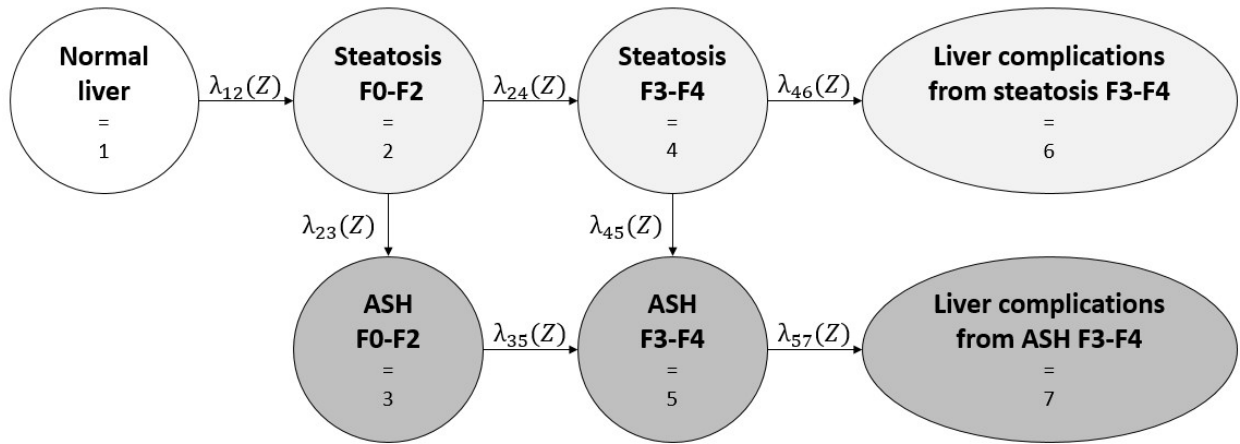 Normal
liver
=
1
λ₁₂(Z)
Steatosis
F0-F2
=
2
λ₂₄(Z)
Steatosis
F3-F4
=
4
λ₄₆(Z)
Liver complications
from steatosis F3-F4
=
6
λ₂₃(Z)
λ₄₅(Z)
ASH
F0-F2
=
3
λ₃₅(Z)
ASH
F3-F4
=
5
λ₅₇(Z)
Liver complications
from ASH F3-F4
=
7